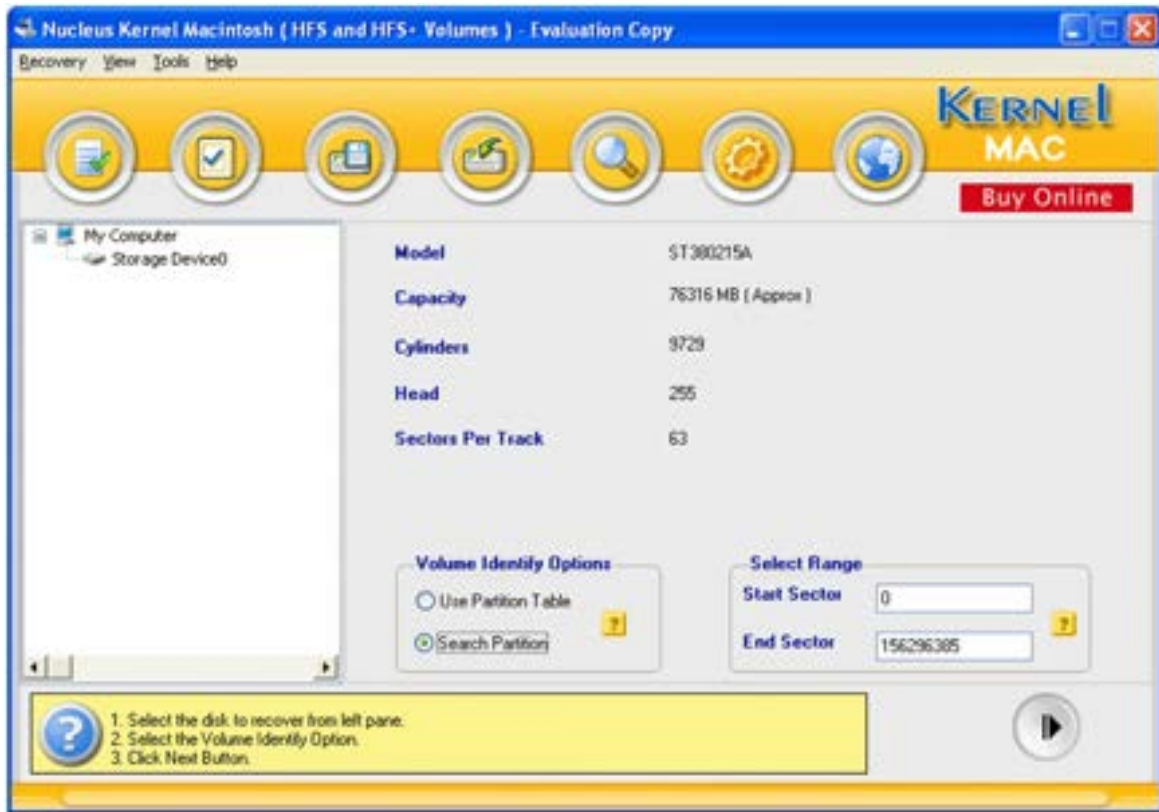 Nucleus Kernel Macintosh ( HFS and HFS+ Volumes ) - Evaluation Copy
Recovery View Tools Help
KERNEL
MAC
Buy Online
My Computer
Storage Device0
Model ST380215A
Capacity 76316 MB ( Approx )
Cylinders 9729
Head 255
Sectors Per Track 63
Volume Identify Options
Use Partition Table
Search Partition
?
Select Range
Start Sector 0
End Sector 156296385
?
?
1. Select the disk to recover from left pane.
2. Select the Volume Identify Option.
3. Click Next Button.